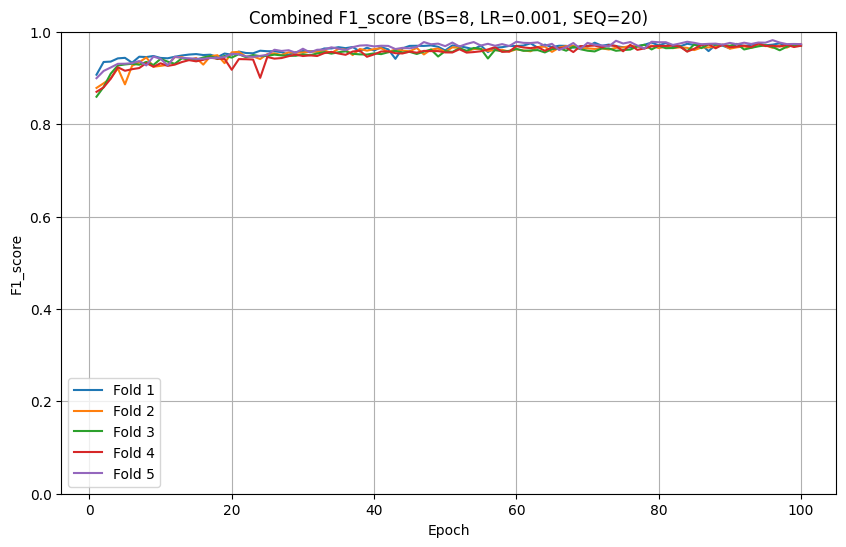 Combined F1_score (BS=8, LR=0.001, SEQ=20)
1.0
0.8
0.6
0.4
0.2
0.0
F1_score
Fold 1
Fold 2
Fold 3
Fold 4
Fold 5
0 20 40 60 80 100
Epoch